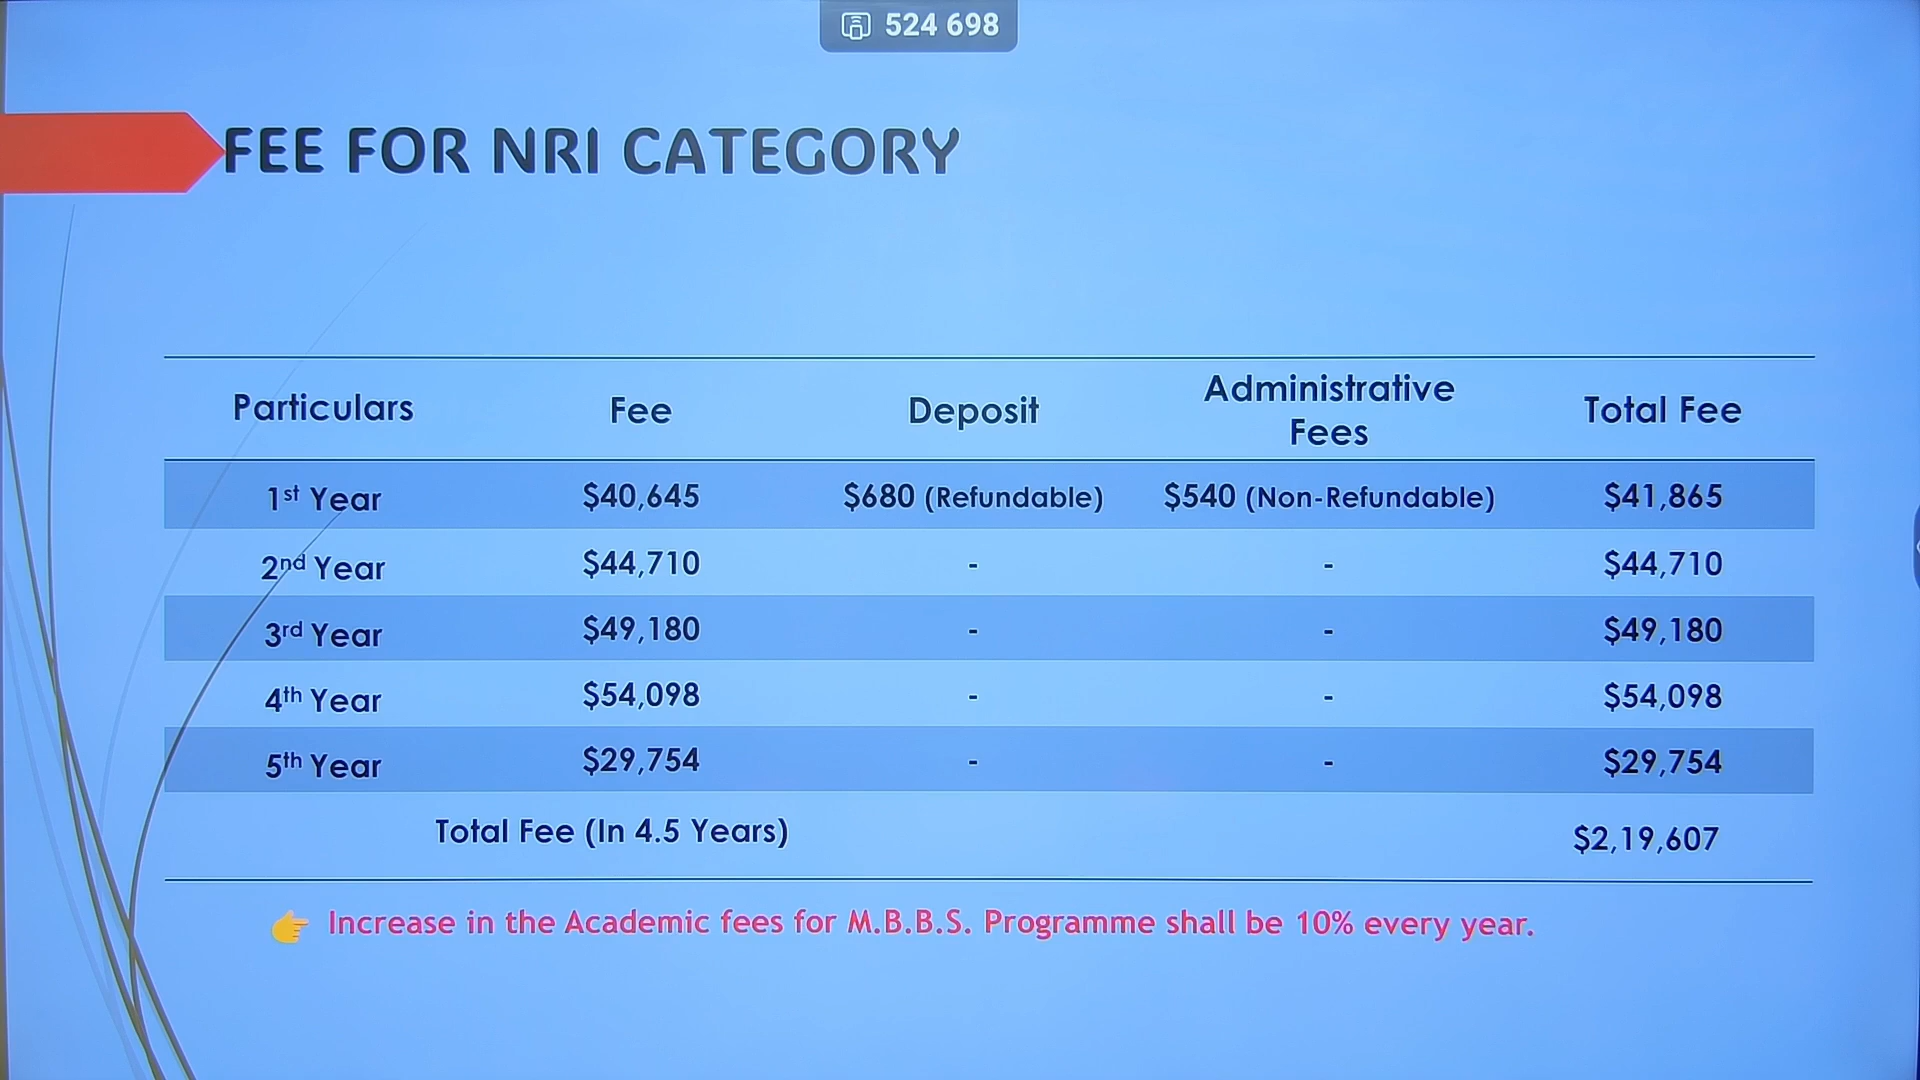 524 698
FEE FOR NRI CATEGORY
Particulars Fee Deposit Administrative Fees Total Fee
1st Year $40,645 $680 (Refundable) $540 (Non-Refundable) $41,865
2nd Year $44,710 - - $44,710
3rd Year $49,180 - - $49,180
4th Year $54,098 - - $54,098
5th Year $29,754 - - $29,754
Total Fee (In 4.5 Years) $2,19,607
Increase in the Academic fees for M.B.B.S. Programme shall be 10% every year.